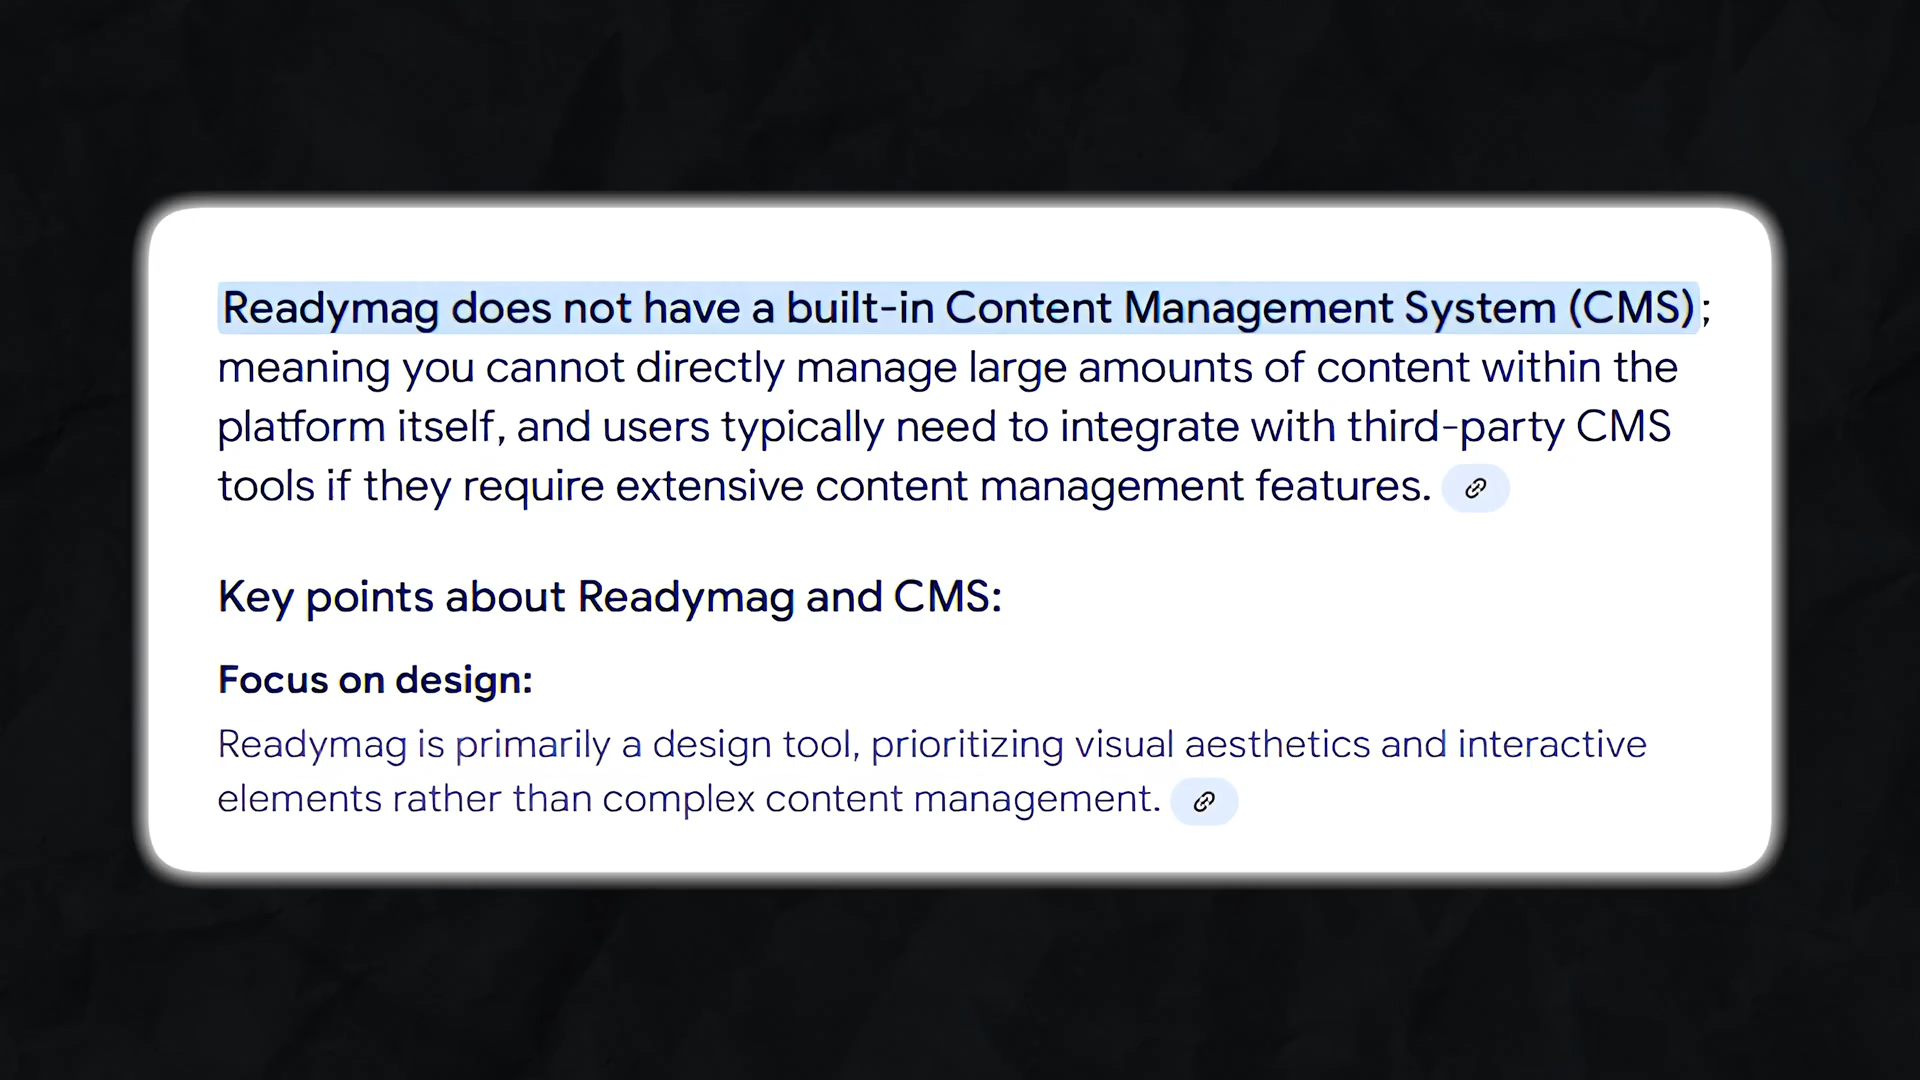 Readymag does not have a built-in Content Management System (CMS);
meaning you cannot directly manage large amounts of content within the
platform itself, and users typically need to integrate with third-party CMS
tools if they require extensive content management features.
Key points about Readymag and CMS:
Focus on design:
Readymag is primarily a design tool, prioritizing visual aesthetics and interactive
elements rather than complex content management.